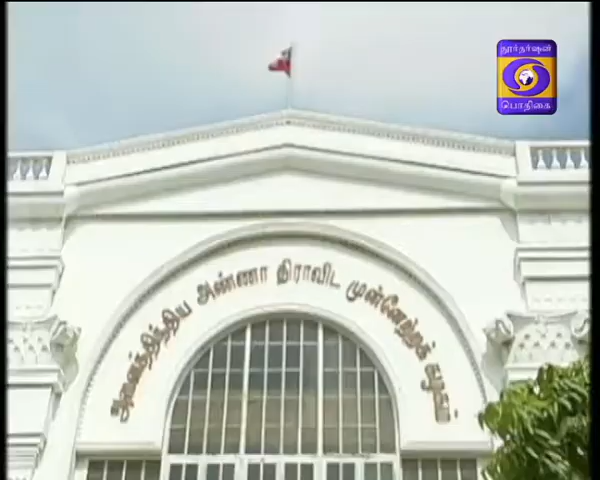 தூர்தர்ஷன்
பொதிகை
அனைத்திந்திய அண்ணா திராவிட முன்னேற்றக் கழகம்